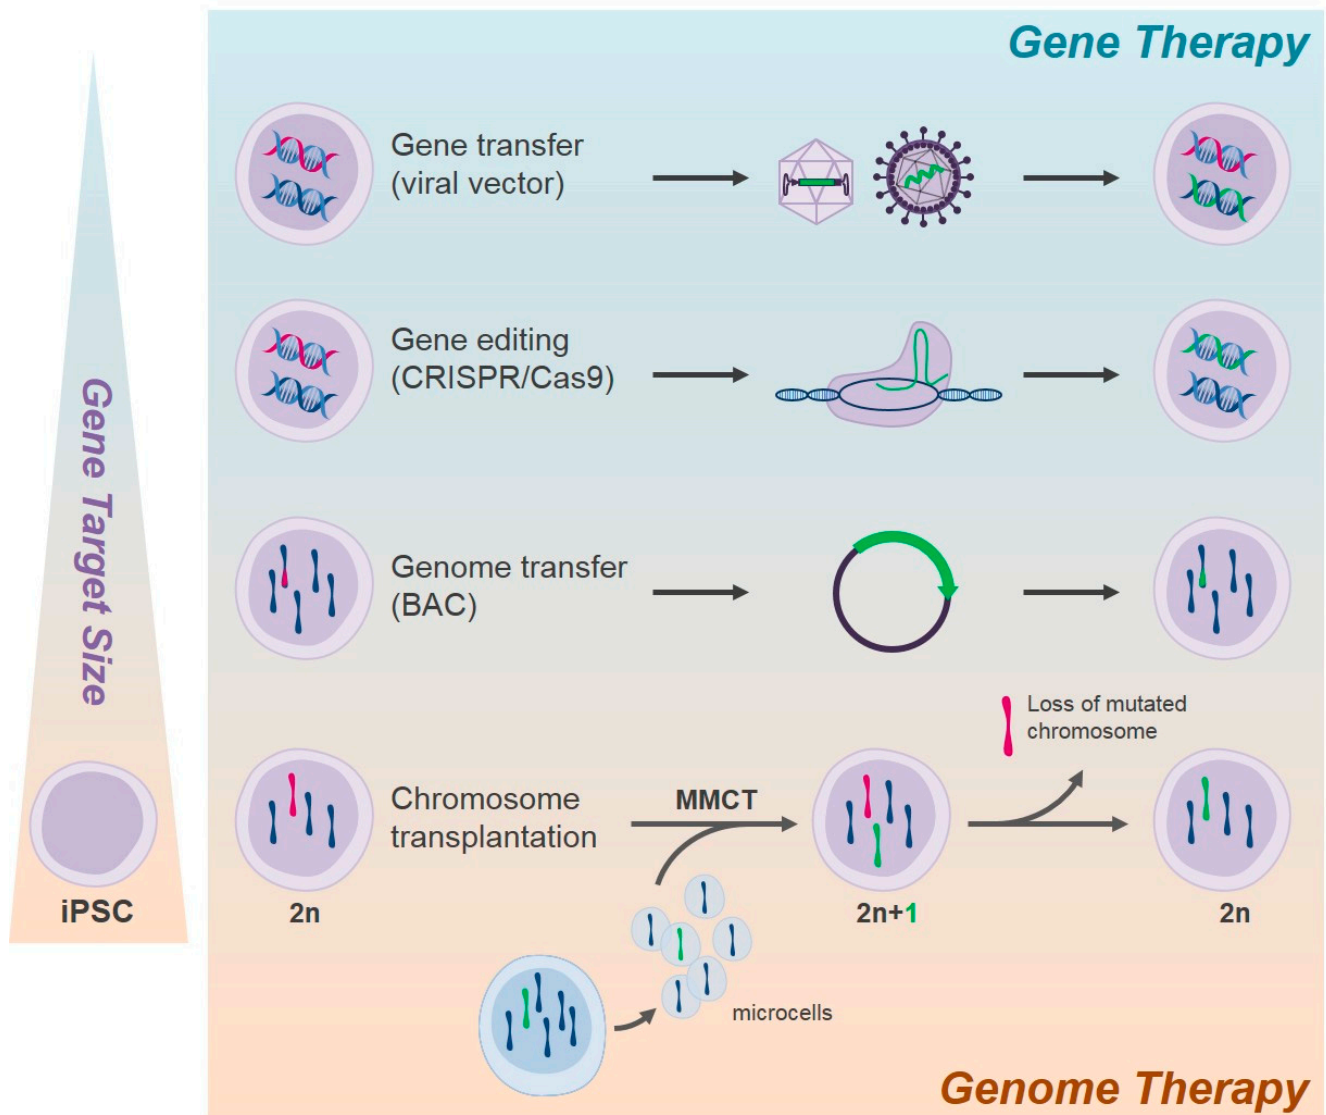 Gene Therapy
Gene transfer
(viral vector)
Gene editing
(CRISPR/Cas9)
Gene Target Size
Genome transfer
(BAC)
Loss of mutated
chromosome
Chromosome
transplantation
MMCT
iPSC
2n
2n+1
2n
microcells
Genome Therapy